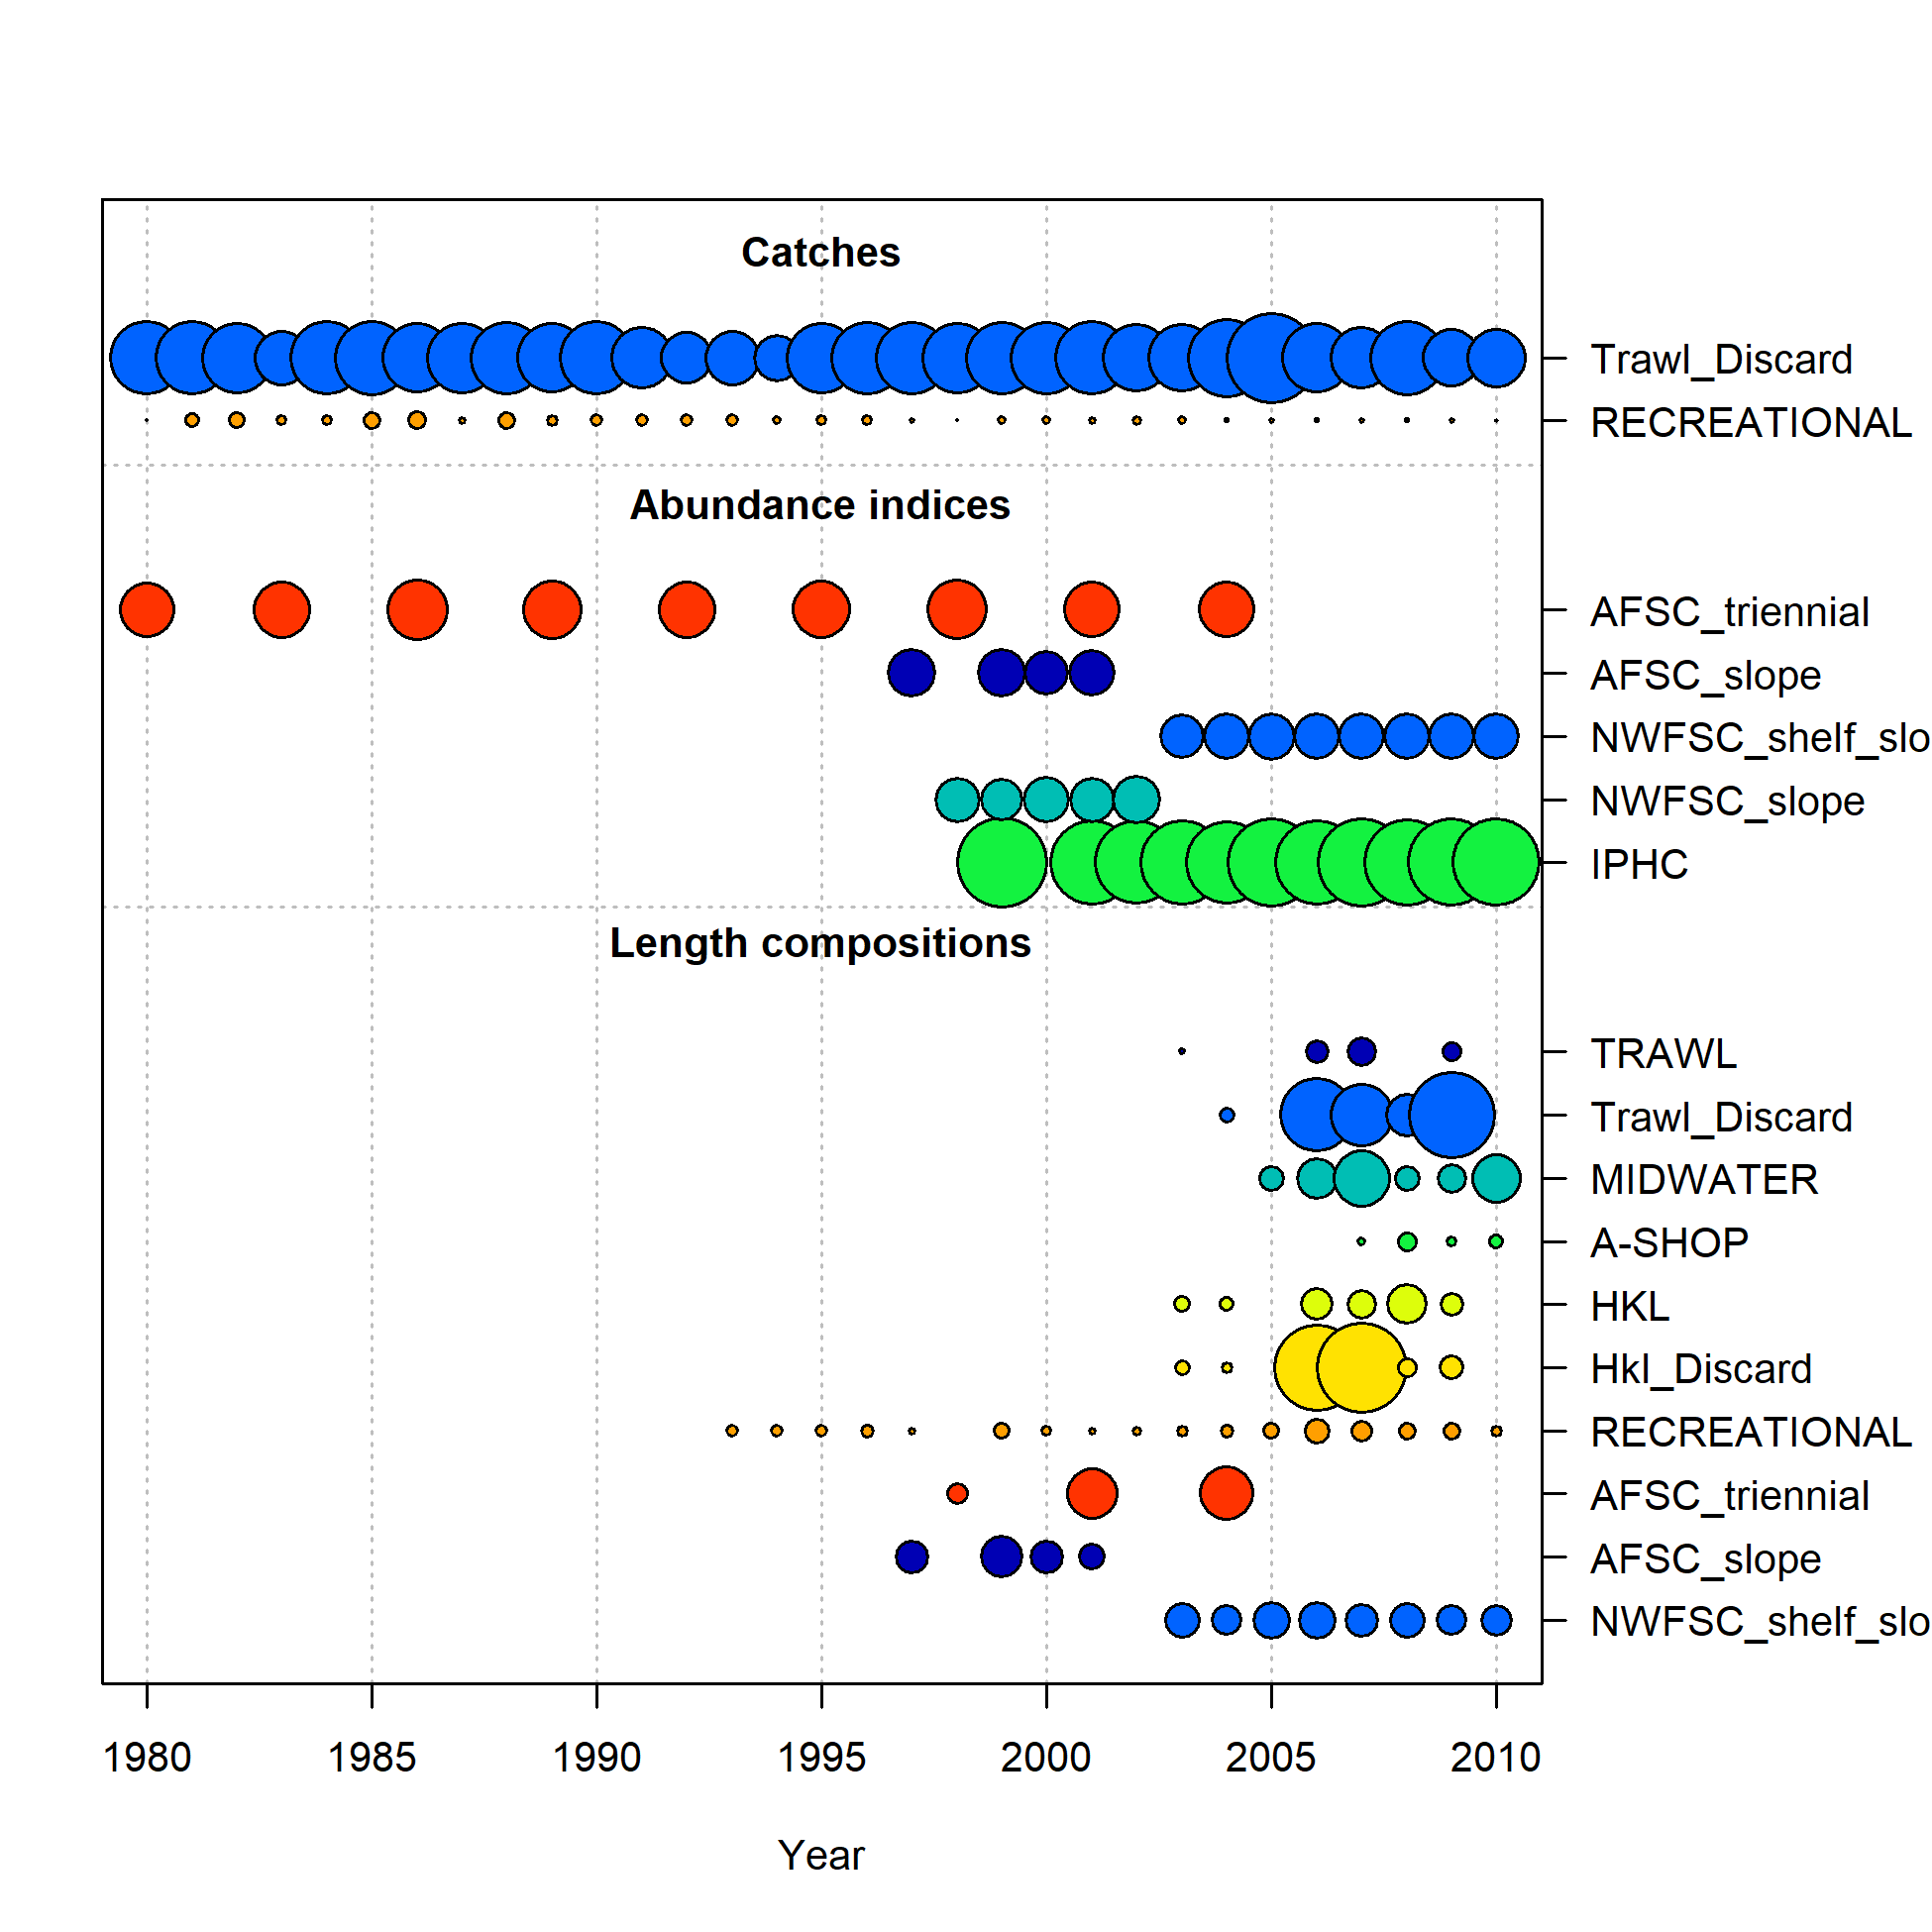 Catches
Trawl_Discard
RECREATIONAL
Abundance indices
AFSC_triennial
AFSC_slope
NWFSC_shelf_slo
NWFSC_slope
IPHC
Length compositions
TRAWL
Trawl_Discard
MIDWATER
A-SHOP
HKL
Hkl_Discard
RECREATIONAL
AFSC_triennial
AFSC_slope
NWFSC_shelf_slo
1980 1985 1990 1995 2000 2005 2010
Year